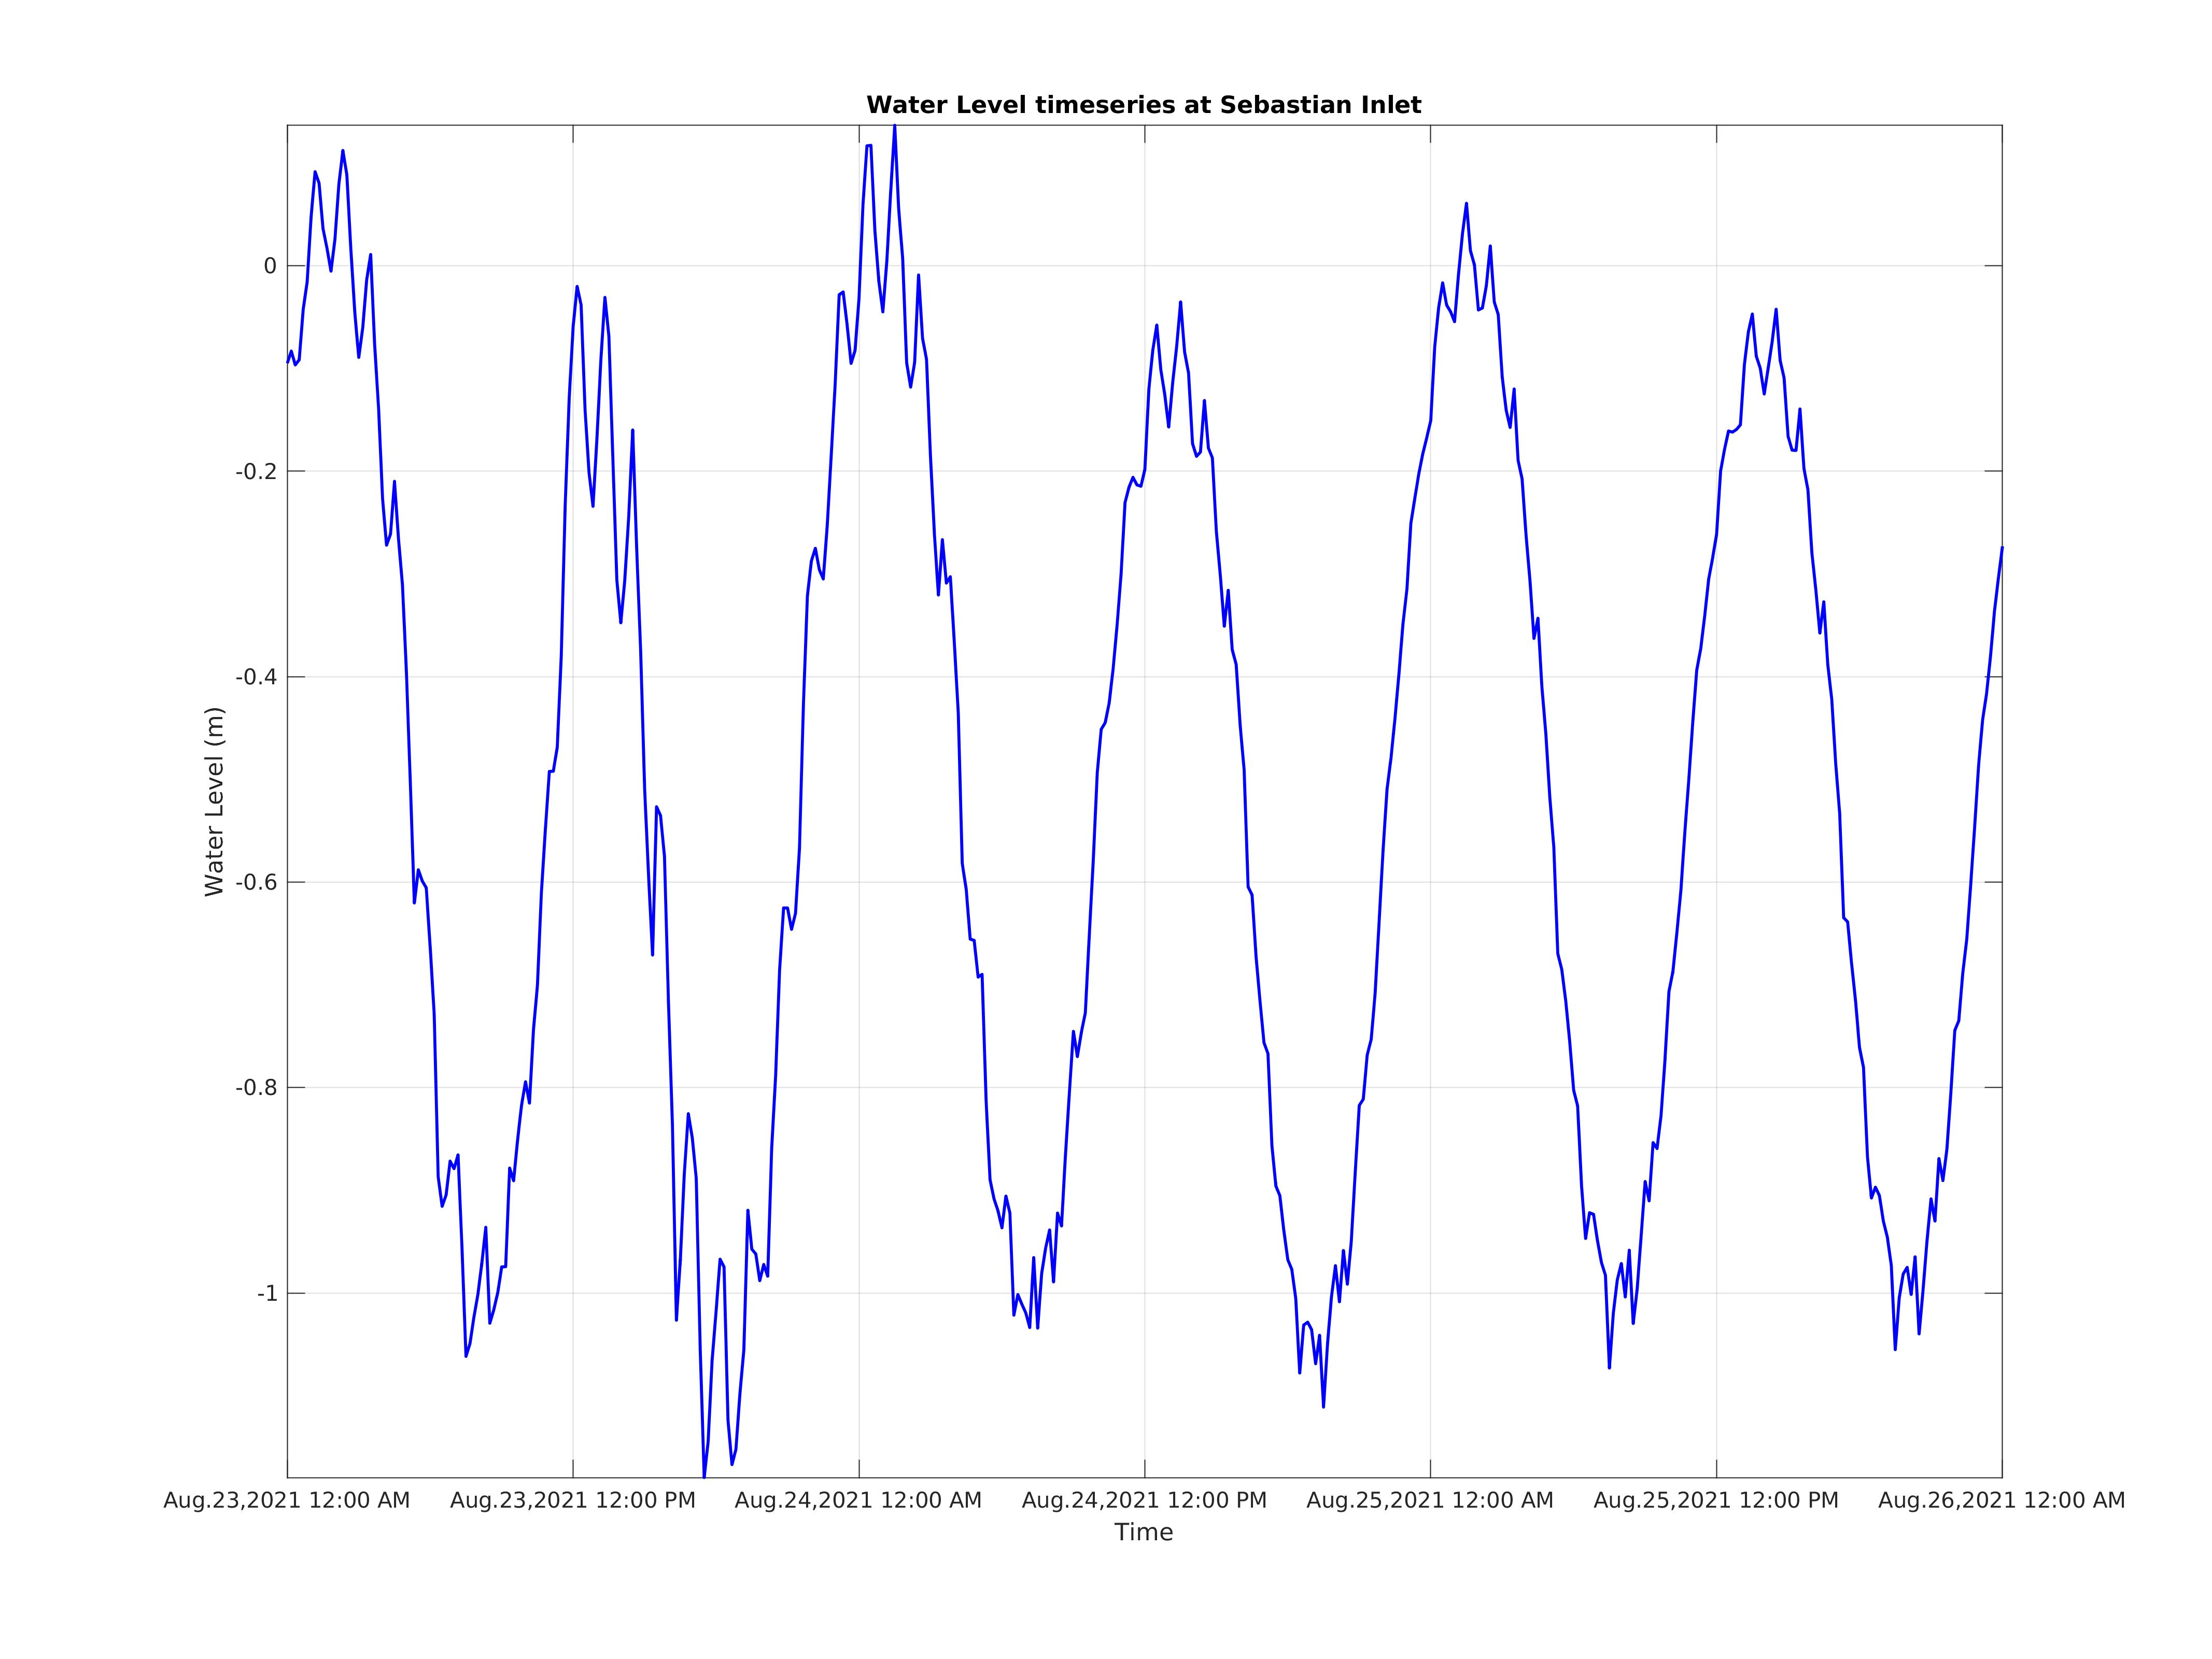 Water Level timeseries at Sebastian Inlet
0
-0.2
-0.4
-0.6
-0.8
-1
Water Level (m)
Aug.23,2021 12:00 AM
Aug.23,2021 12:00 PM
Aug.24,2021 12:00 AM
Aug.24,2021 12:00 PM
Aug.25,2021 12:00 AM
Aug.25,2021 12:00 PM
Aug.26,2021 12:00 AM
Time